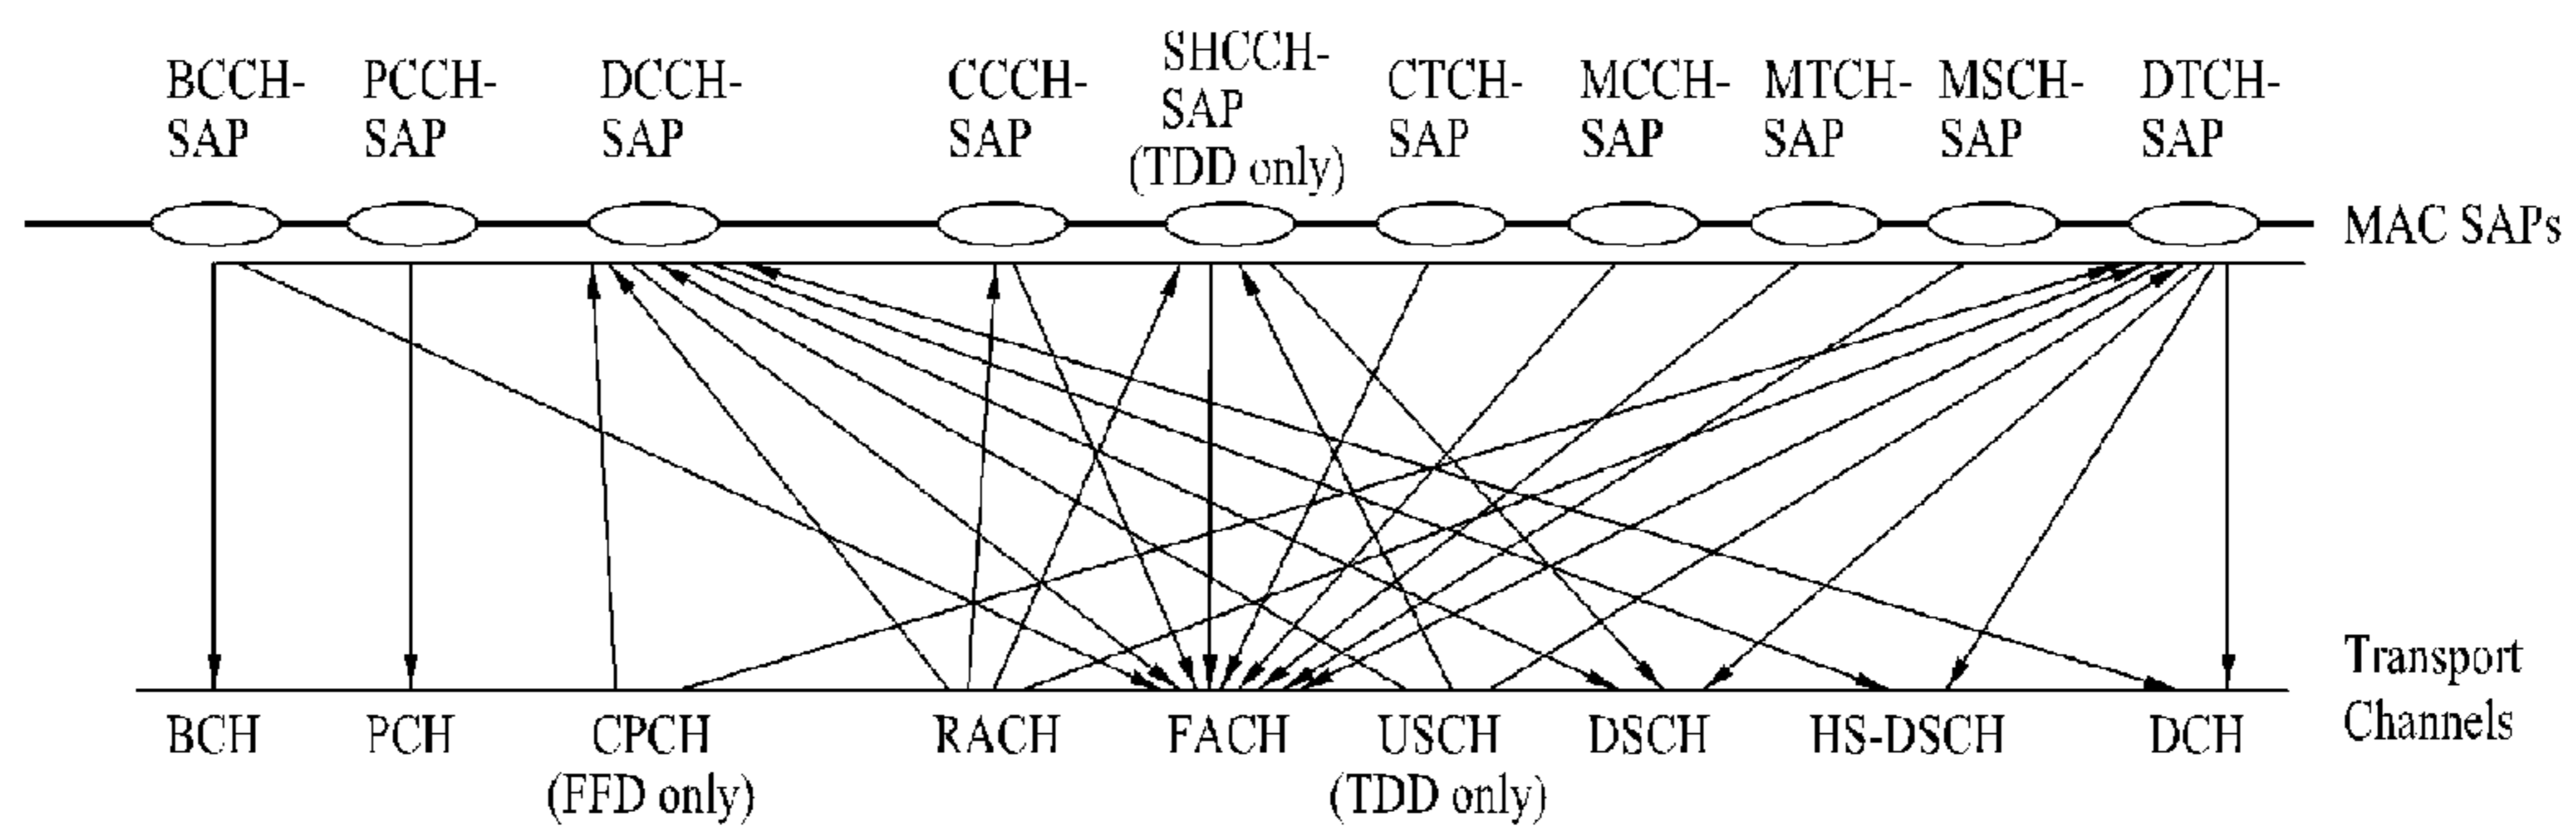 BCCH-
SAP
PCCH-
SAP
DCCH-
SAP
CCCH-
SAP
SHCCH-
SAP
(TDD only)
CTCH-
SAP
MCCH-
SAP
MTCH-
SAP
MSCH-
SAP
DTCH-
SAP
MAC SAPs
Transport
Channels
BCH
PCH
CPCH
(FFD only)
RACH
FACH
USCH
(TDD only)
DSCH
HS-DSCH
DCH